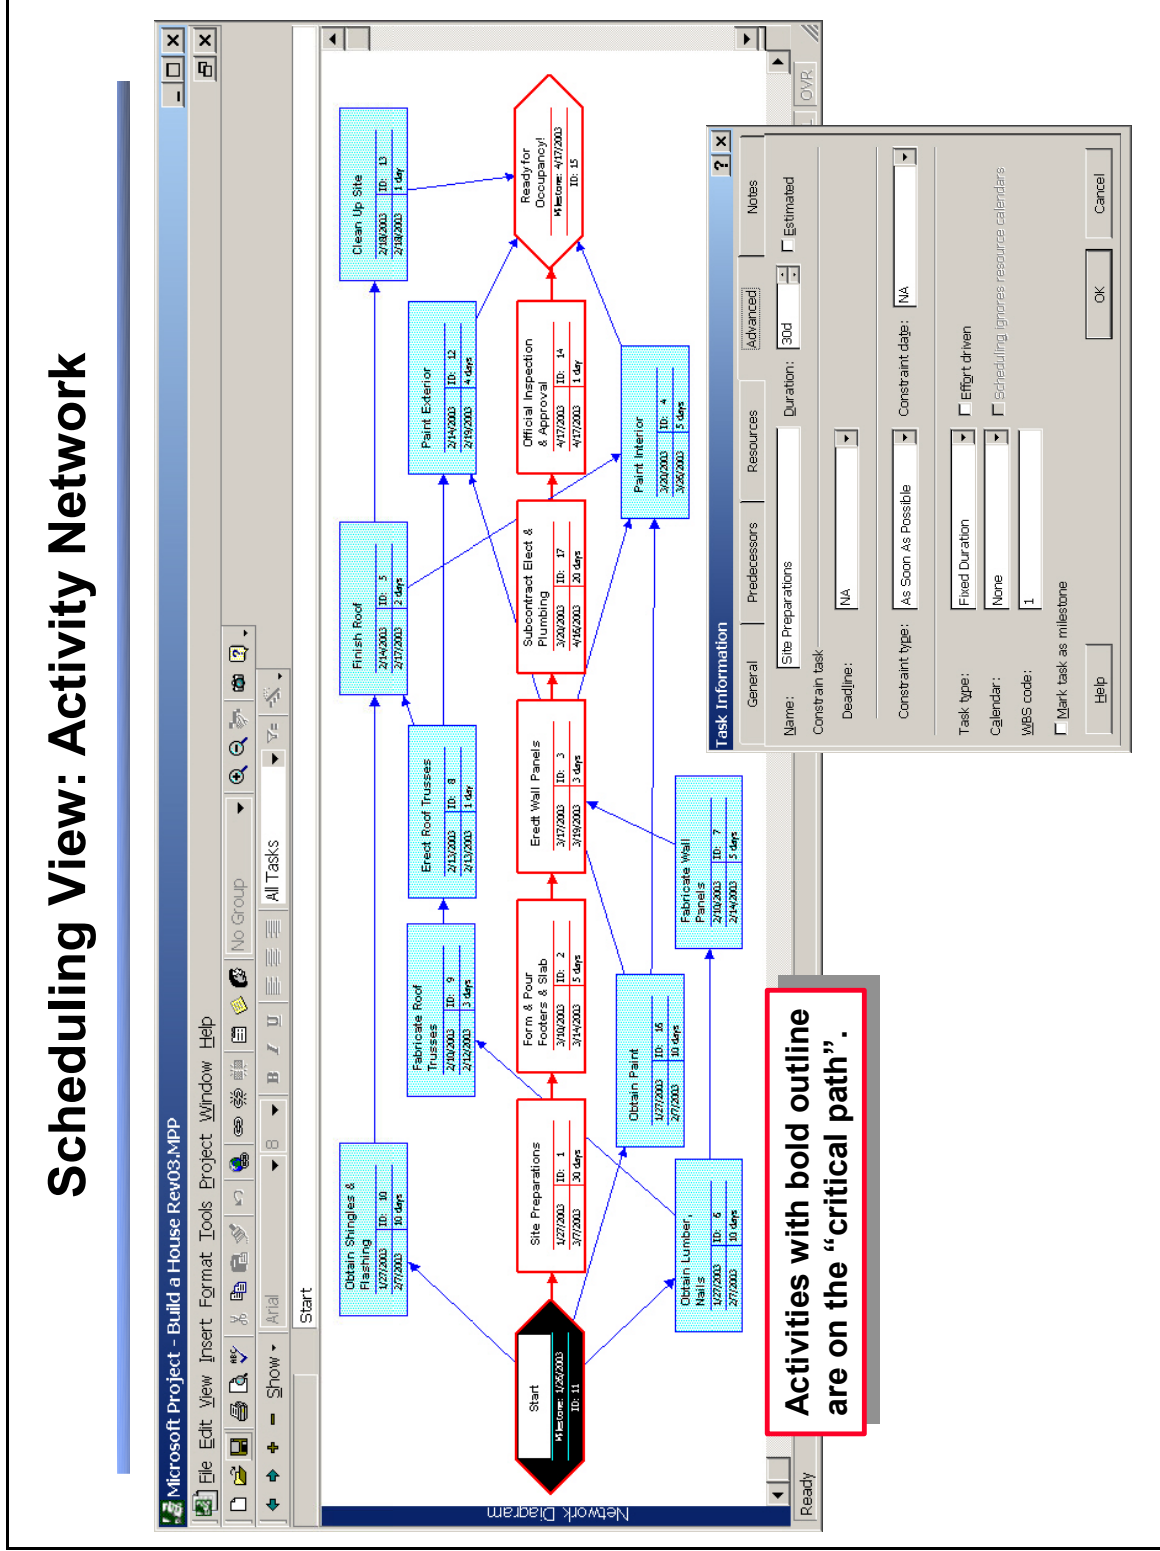 Scheduling View: Activity Network
Microsoft Project - Build a House Rev03.MPP
File Edit View Insert Format Tools Project Window Help
No Group
Show
Arial
8
B I U
All Tasks
Start
Network Diagram
Obtain Shingles &
Flashing
1/27/2003 ID: 10
2/7/2003 10 days
Finish Roof
2/14/2003 ID: 5
2/17/2003 2 days
Clean Up Site
2/18/2003 ID: 13
2/18/2003 1 day
Fabricate Roof
Trusses
2/10/2003 ID: 9
2/12/2003 3 days
Erect Roof Trusses
2/13/2003 ID: 8
2/13/2003 1 day
Paint Exterior
2/14/2003 ID: 12
2/19/2003 4 days
Start
Milestone: 1/26/2003
ID: 11
Site Preparations
1/27/2003 ID: 1
3/7/2003 30 days
Form & Pour
Footers & Slab
3/10/2003 ID: 2
3/14/2003 5 days
Eredt Wall Panels
3/17/2003 ID: 3
3/19/2003 3 days
Subcontract Elect &
Plumbing
3/20/2003 ID: 17
4/16/2003 20 days
Official Inspection
& Approval
4/17/2003 ID: 14
4/17/2003 1 day
Ready for
Occupancy!
Milestone: 4/17/2003
ID: 15
Obtain Paint
1/27/2003 ID: 16
2/7/2003 10 days
Paint Interior
3/20/2003 ID: 4
3/26/2003 5 days
Obtain Lumber,
Nails
1/27/2003 ID: 6
2/7/2003 10 days
Fabricate Wall
Panels
2/10/2003 ID: 7
2/14/2003 5 days
Ready
OVR
Activities with bold outline
are on the “critical path”.
Task Information
General Predecessors Resources Advanced Notes
Name: Site Preparations Duration: 30d Estimated
Constrain task
Deadline: NA
Constraint type: As Soon As Possible Constraint date: NA
Task type: Fixed Duration Effort driven
Calendar: None Scheduling ignores resource calendars
WBS code: 1
Mark task as milestone
Help OK Cancel